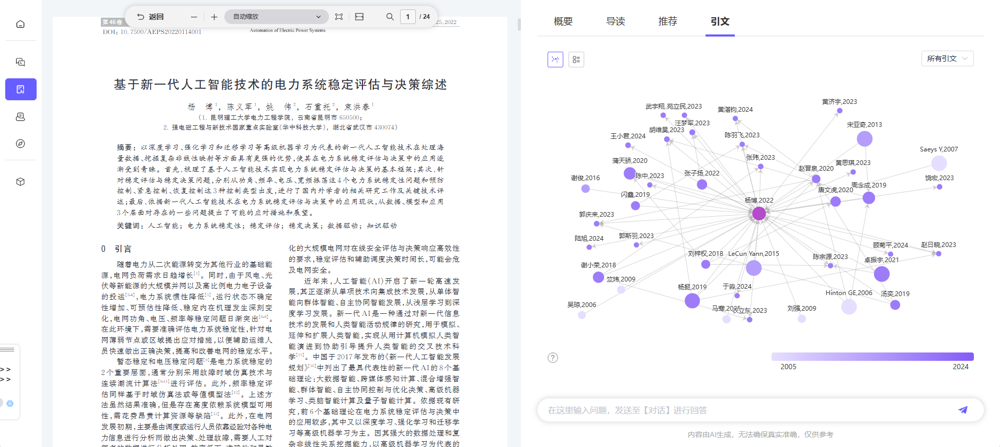 返回
自动缩放
1 / 24
第 46 卷
25, 2022
DOI: 10.7500/AEPS20220114001
Automation of Electric Power Systems
基于新一代人工智能技术的电力系统稳定评估与决策综述
杨 博¹, 陈义军¹, 姚 伟², 石重托², 束洪春¹
(1. 昆明理工大学电力工程学院, 云南省昆明市 650500;
2. 强电磁工程与新技术国家重点实验室(华中科技大学), 湖北省武汉市 430074)
摘要：以深度学习、强化学习和迁移学习等高级机器学习为代表的新一代人工智能技术在处理海
量数据、挖掘复杂非线性映射等方面具有更强的优势,使其在电力系统稳定评估与决策中的应用逐
渐受到青睐。首先,梳理了基于人工智能技术实现电力系统稳定评估与决策的基本框架;其次,针
对稳定评估与稳定决策问题,分别从功角、频率、电压、宽频振荡这4个电力系统稳定性问题和预防
控制、紧急控制、恢复控制这3种控制类型出发,进行了国内外学者的相关研究工作及关键技术评
述;最后,依据新一代人工智能技术在电力系统稳定评估与决策中的应用现状,从数据、模型和应用
3个层面对存在的一些问题提出了可能的应对措施和展望。
关键词：人工智能；电力系统稳定性；稳定评估；稳定决策；数据驱动；知识驱动
0 引言
随着电力从二次能源转变为其他行业的基础能
源,电网负荷需求日趋增长[1]。同时,由于风电、光
伏等新能源的大规模并网以及高比例电力电子设备
的投运[2-4],电力系统惯性降低[5],运行状态不确定
性增加、可预估性降低、稳定内在机理发生深刻变
化,电网功角、电压、频率等稳定问题日渐突出[6-8]。
在此环境下,需要准确评估电力系统稳定性,针对电
网薄弱节点或区域提出应对措施,以便辅助运维人
员快速做出正确决策,提高和改善电网的稳定水平。
暂态稳定和电压稳定问题[9]是电力系统稳定的
2个重要层面,通常分别采用故障时域仿真技术与
连续潮流计算法[9-11]进行评估。此外,频率稳定评
估同样基于时域仿真法或等值模型法[12]。上述方
法虽然结果准确,但是存在高度依赖系统模型可用
性,需花费昂贵计算资源等缺陷[13]。此外,在电网
发展初期,主要是由调度或运行人员依靠经验对各种电
力信息进行分析而做出决策、处理故障,需要人工对
化的大规模电网对在线安全评估与决策响应高效性
的要求,稳定评估和辅助调度决策时间长,可能会危
及电网安全。
近年来,人工智能(AI)开启了新一轮高速发
展,其正逐渐从单项技术向集成技术发展,从单体智
能向群体智能、自主协同智能发展,从浅层学习到深
度学习发展。新一代AI是一种通过对新一代信息
技术的发展和人类智能活动规律的研究,用于模拟、
延伸和扩展人类智能,实现从用计算机模拟人类智
能演进到协助引导提升人类智能的交叉技术科
学[15]。中国于2017年发布的《新一代人工智能发展
规划》[16]中列出了最具代表性的新一代AI的8个基
础理论:大数据智能、跨媒体感知计算、混合增强智
能、群体智能、自主协同控制与优化决策、高级机器
学习、类脑智能计算及量子智能计算。依据现有研
究,前6个基础理论在电力系统稳定评估与决策中
的应用较多,其中又以深度学习、强化学习和迁移学
习等高级机器学习为主。因其强大的数据处理和复
杂非线性关系挖掘能力,以高级机器学习为代表的
>>
>>
概要 导读 推荐 引文
所有引文
黄济宇,2023
武宇翔,苑立民,2023
黄湛钧,2024
汪梦军,2023
宋亚奇,2013
胡维昊,2023
王小君,2024
陈羽飞,2023
Saeys Y,2007
张玮,2023
蒲天骄,2020
黄思琪,2023
赵晋泉,2020
张子扬,2022
陈中,2023
谢俊,2016
饶宏,2023
周念成,2019
唐文虎,2020
闪鑫,2019
杨博,2022
郭庆来,2023
郭斯羽,2023
陆旭,2024
顾菊平,2024
赵日晓,2023
刘梓权,2018
LeCun Yann,2015
陈宗源,2023
卓振宇,2021
谢小荣,2018
竺炜,2009
杨挺,2019
于淼,2024
Hinton GE,2006
汤奕,2019
吴琼,2006
马骞,2005
农立东,2023
刘强,2009
2005
2024
在这里输入问题，发送至【对话】进行回答
内容由AI生成，无法确保真实准确，仅供参考